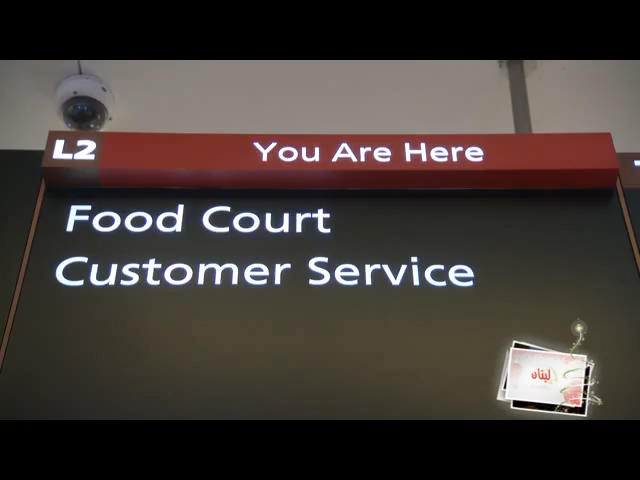 L2 You Are Here
Food Court
Customer Service
لبنان